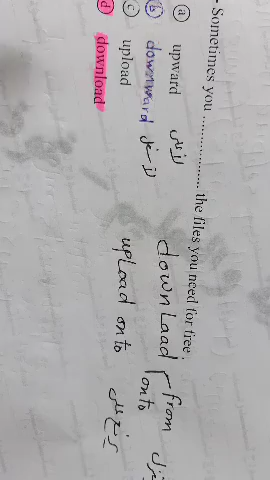 - Sometimes you .................... the files you need for free.
ⓐ upward
ⓑ downward
ⓒ upload
ⓓ download
downLoad from
onto
upload onto